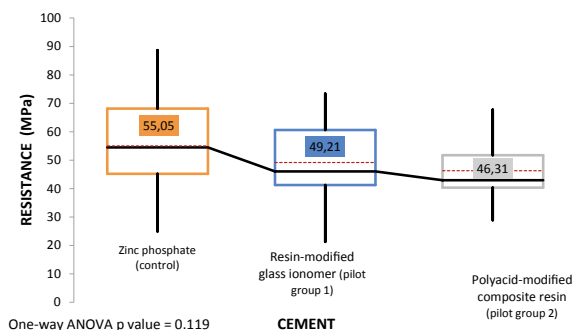 RESISTANCE (MPa)
100
90
80
70
60
50
40
30
20
10
0
55,05
49,21
46,31
Zinc phosphate
(control)
Resin-modified
glass ionomer (pilot
group 1)
Polyacid-modified
composite resin
(pilot group 2)
One-way ANOVA p value = 0.119
CEMENT